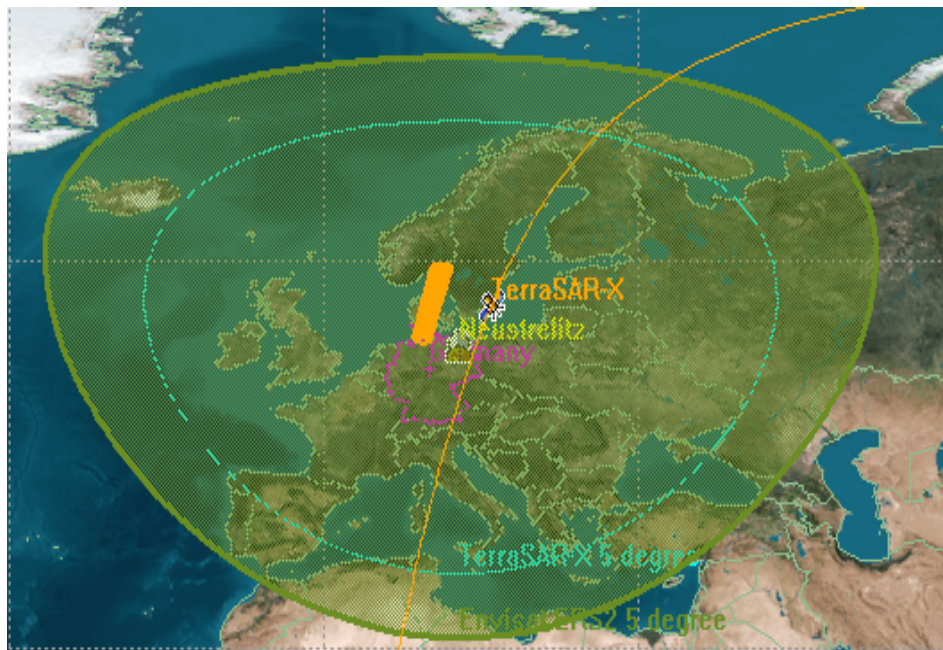 TerraSAR-X
Neustrelitz
Germany
TerraSAR-X 5 degree
Envisat ERS2 5 degree